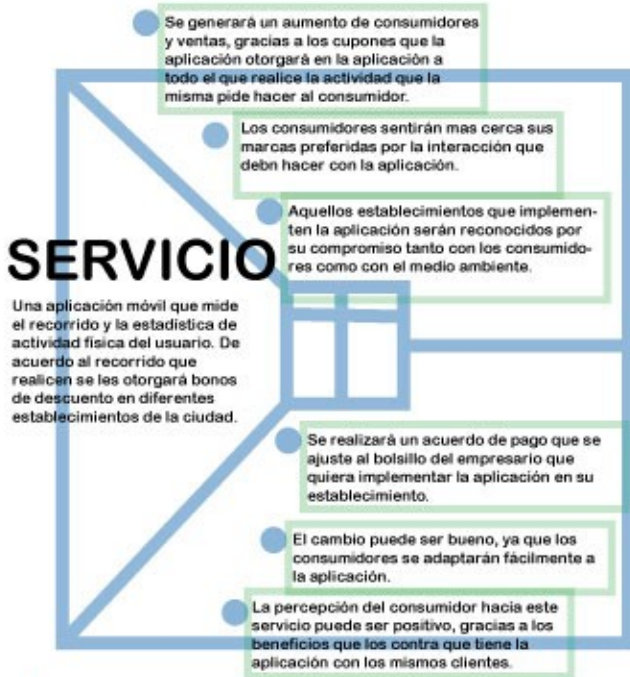 Se generará un aumento de consumidores
y ventas, gracias a los cupones que la
aplicación otorgará en la aplicación a
todo el que realice la actividad que la
misma pide hacer al consumidor.
Los consumidores sentirán mas cerca sus
marcas preferidas por la interacción que
debn hacer con la aplicación.
Aquellos establecimientos que implemen-
ten la aplicación serán reconocidos por
su compromiso tanto con los consumido-
res como con el medio ambiente.
SERVICIO
Una aplicación móvil que mide
el recorrido y la estadística de
actividad física del usuario. De
acuerdo al recorrido que
realicen se les otorgará bonos
de descuento en diferentes
establecimientos de la ciudad.
Se realizará un acuerdo de pago que se
ajuste al bolsillo del empresario que
quiera implementar la aplicación en su
establecimiento.
El cambio puede ser bueno, ya que los
consumidores se adaptarán fácilmente a
la aplicación.
La percepción del consumidor hacia este
servicio puede ser positivo, gracias a los
beneficios que los contra que tiene la
aplicación con los mismos clientes.